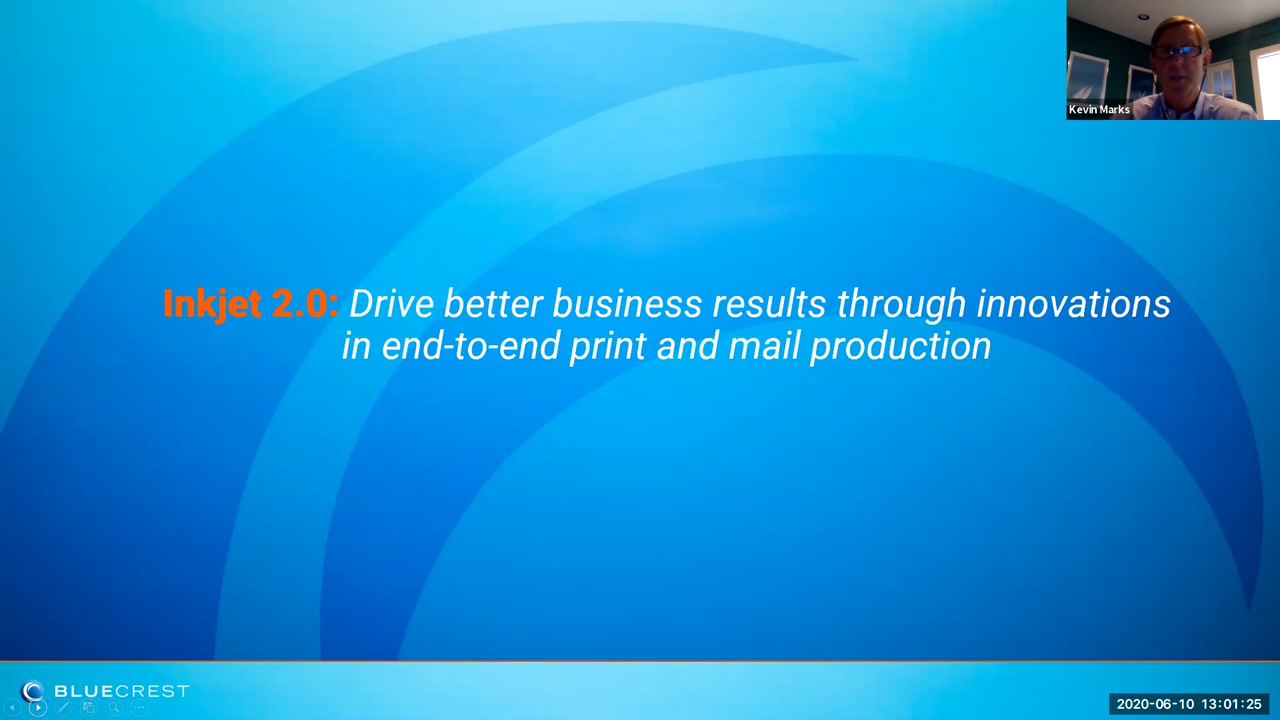 Kevin Marks
Inkjet 2.0: Drive better business results through innovations
in end-to-end print and mail production
BLUECREST
2020-06-10 13:01:25